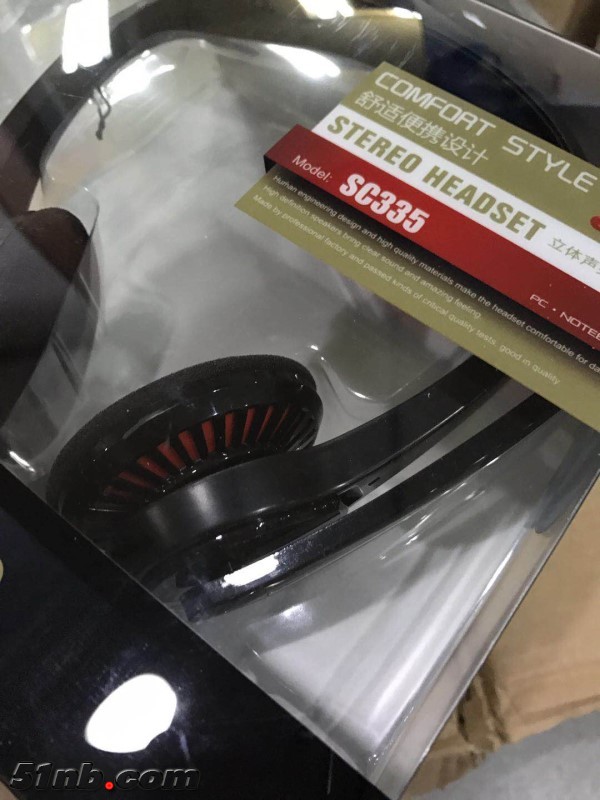 COMFORT STYLE
舒适便携设计
STEREO HEADSET 立体声
Model: SC335
Human engineering design and high quality materials make the headset comfortable for
High definition speakers bring clear sound and amazing feeling.
Made by professional factory and passed kinds of critical quality tests, good in quality
PC · NOTEB
51nb.com